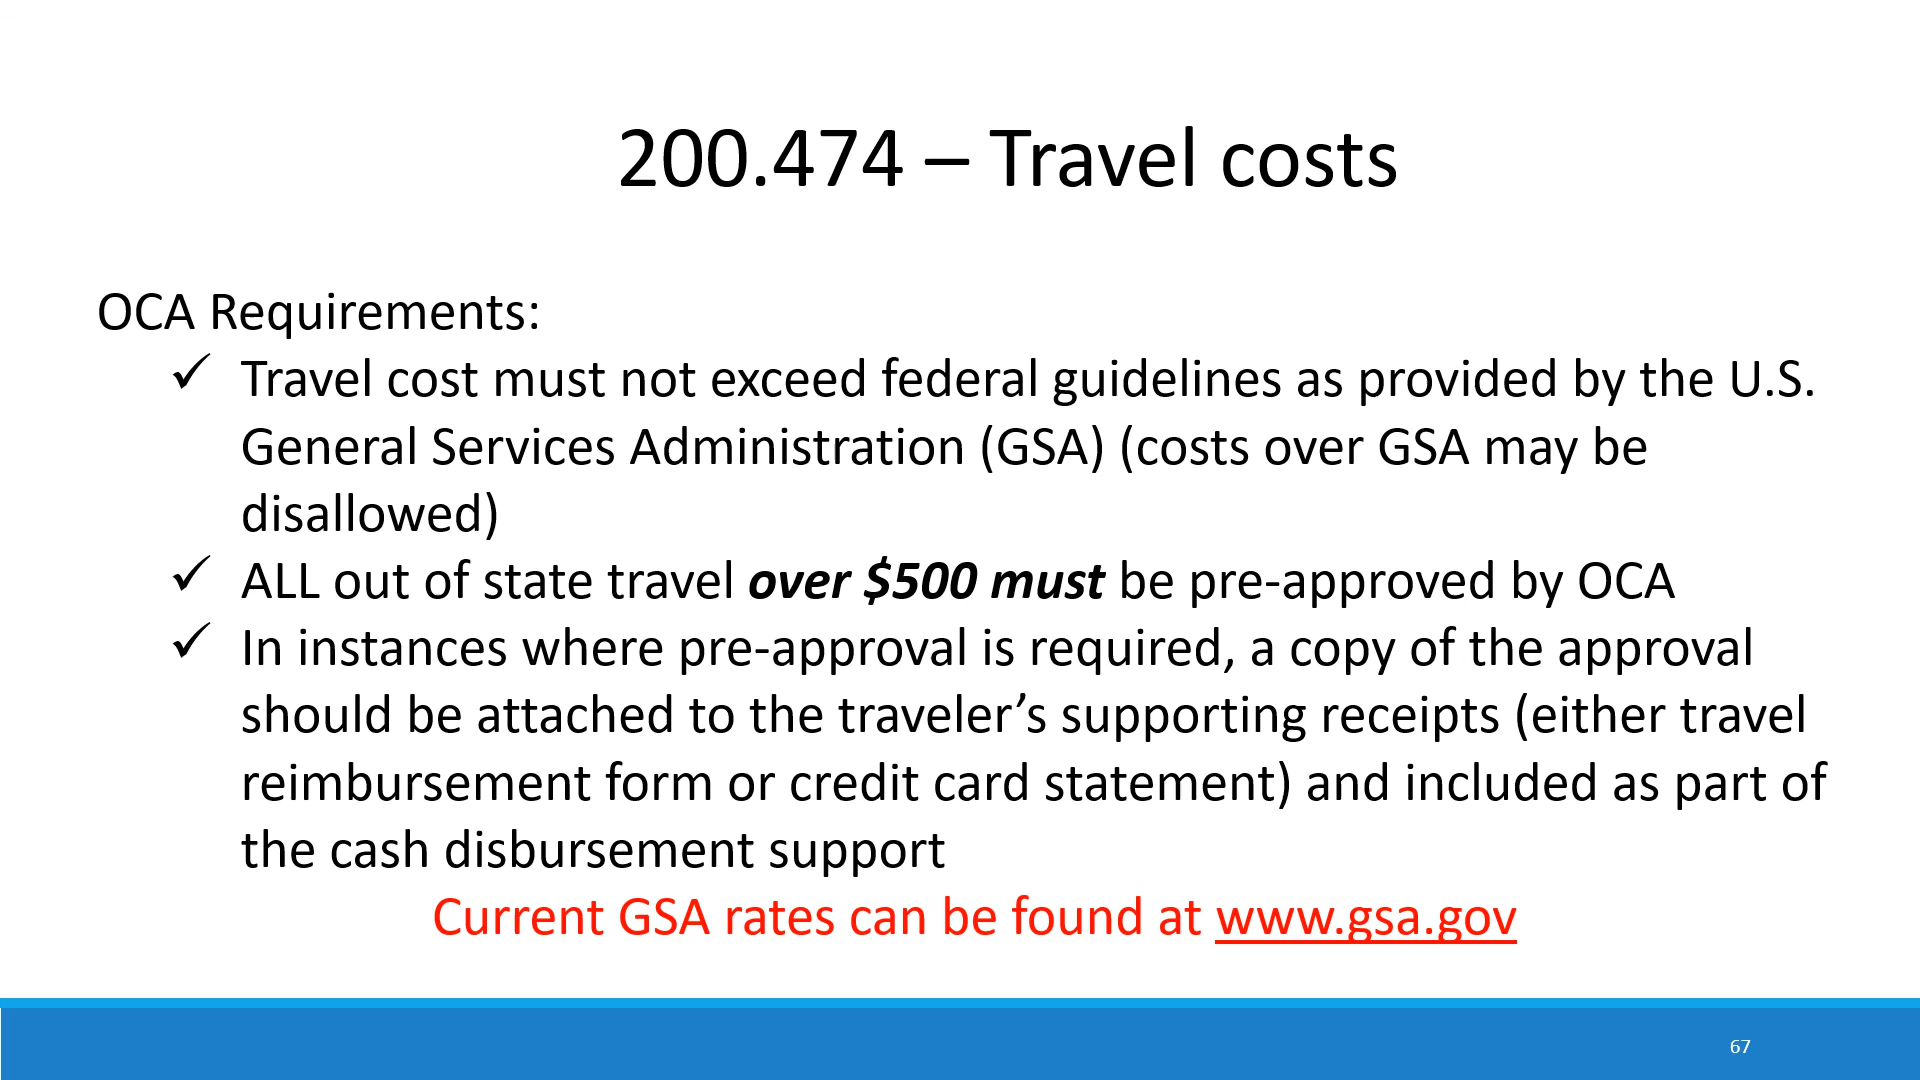 200.474 – Travel costs
OCA Requirements:
✓ Travel cost must not exceed federal guidelines as provided by the U.S.
General Services Administration (GSA) (costs over GSA may be
disallowed)
✓ ALL out of state travel over $500 must be pre-approved by OCA
✓ In instances where pre-approval is required, a copy of the approval
should be attached to the traveler’s supporting receipts (either travel
reimbursement form or credit card statement) and included as part of
the cash disbursement support
Current GSA rates can be found at www.gsa.gov
67